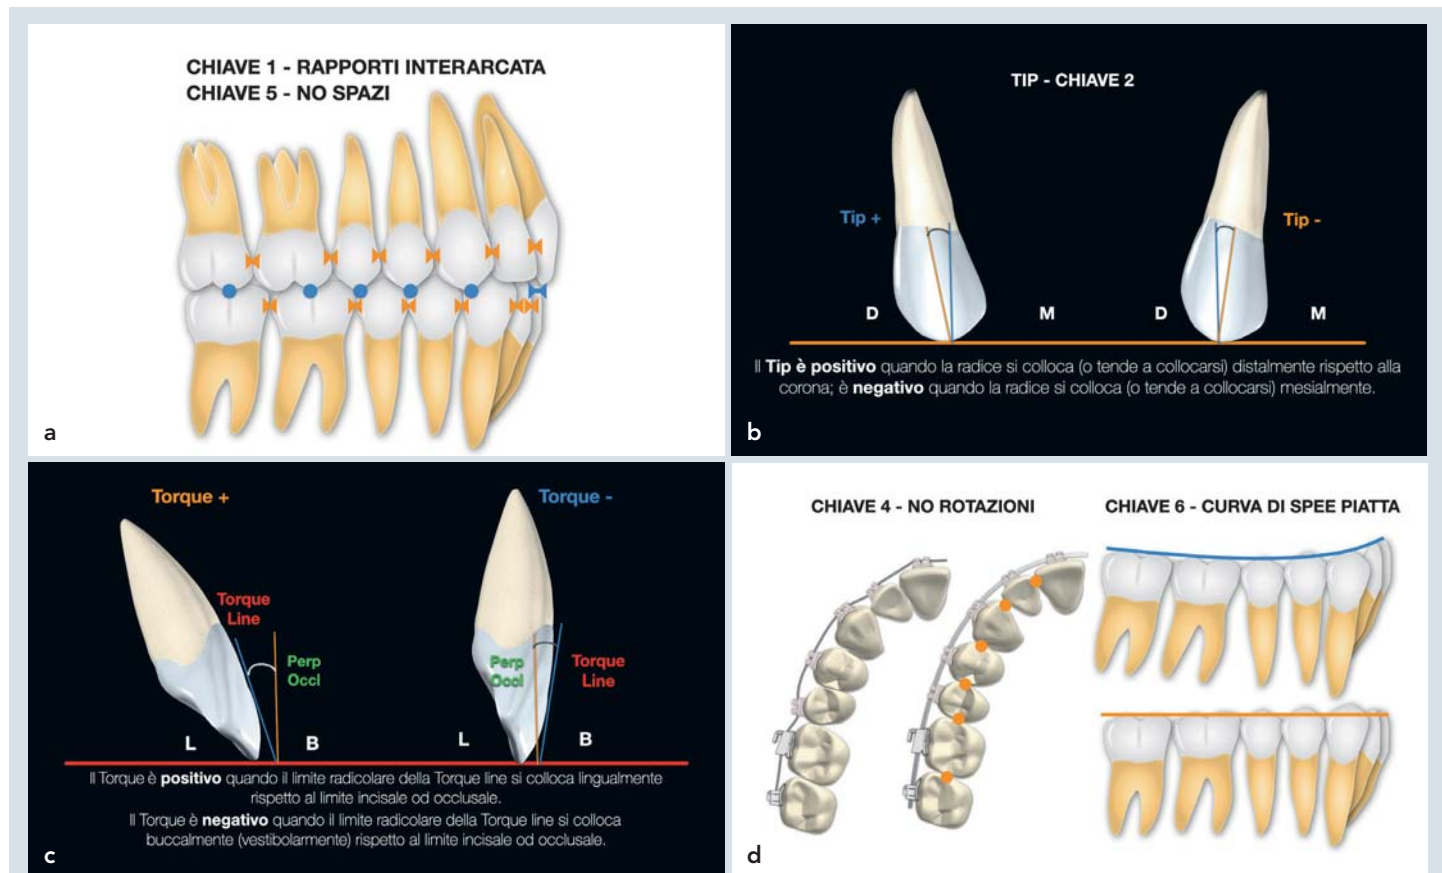 CHIAVE 1 - RAPPORTI INTERARCATA
CHIAVE 5 - NO SPAZI
a
TIP - CHIAVE 2
Tip +
Tip -
D
M
D
M
Il Tip è positivo quando la radice si colloca (o tende a collocarsi) distalmente rispetto alla
corona; è negativo quando la radice si colloca (o tende a collocarsi) mesialmente.
b
Torque +
Torque -
Torque
Line
Perp
Occl
Perp
Occl
Torque
Line
L
B
L
B
Il Torque è positivo quando il limite radicolare della Torque line si colloca lingualmente
rispetto al limite incisale od occlusale.
Il Torque è negativo quando il limite radicolare della Torque line si colloca
buccalmente (vestibolarmente) rispetto al limite incisale od occlusale.
c
CHIAVE 4 - NO ROTAZIONI
CHIAVE 6 - CURVA DI SPEE PIATTA
d